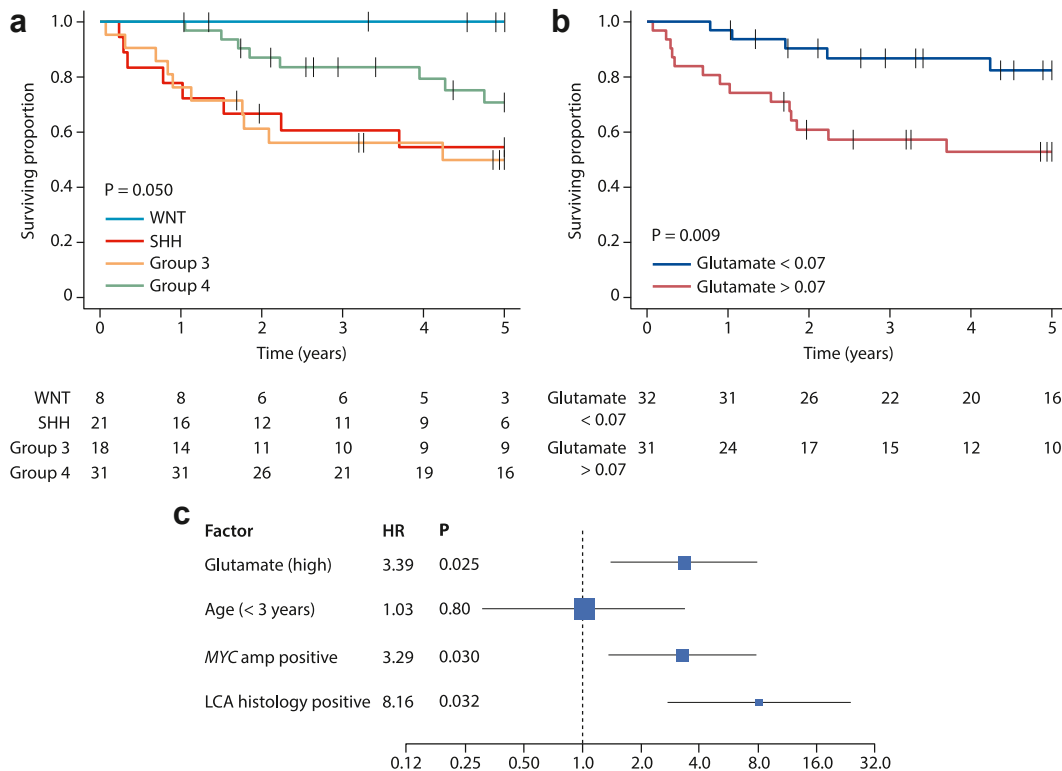 a
Surviving proportion
1.0
0.8
0.6
0.4
0.2
0
P = 0.050
WNT
SHH
Group 3
Group 4
0 1 2 3 4 5
Time (years)
WNT 8 8 6 6 5 3
SHH 21 16 12 11 9 6
Group 3 18 14 11 10 9 9
Group 4 31 31 26 21 19 16
b
Surviving proportion
1.0
0.8
0.6
0.4
0.2
0
P = 0.009
Glutamate < 0.07
Glutamate > 0.07
0 1 2 3 4 5
Time (years)
Glutamate 32 31 26 22 20 16
< 0.07
Glutamate 31 24 17 15 12 10
> 0.07
c
Factor HR P
Glutamate (high) 3.39 0.025
Age (< 3 years) 1.03 0.80
MYC amp positive 3.29 0.030
LCA histology positive 8.16 0.032
0.12 0.25 0.50 1.0 2.0 4.0 8.0 16.0 32.0